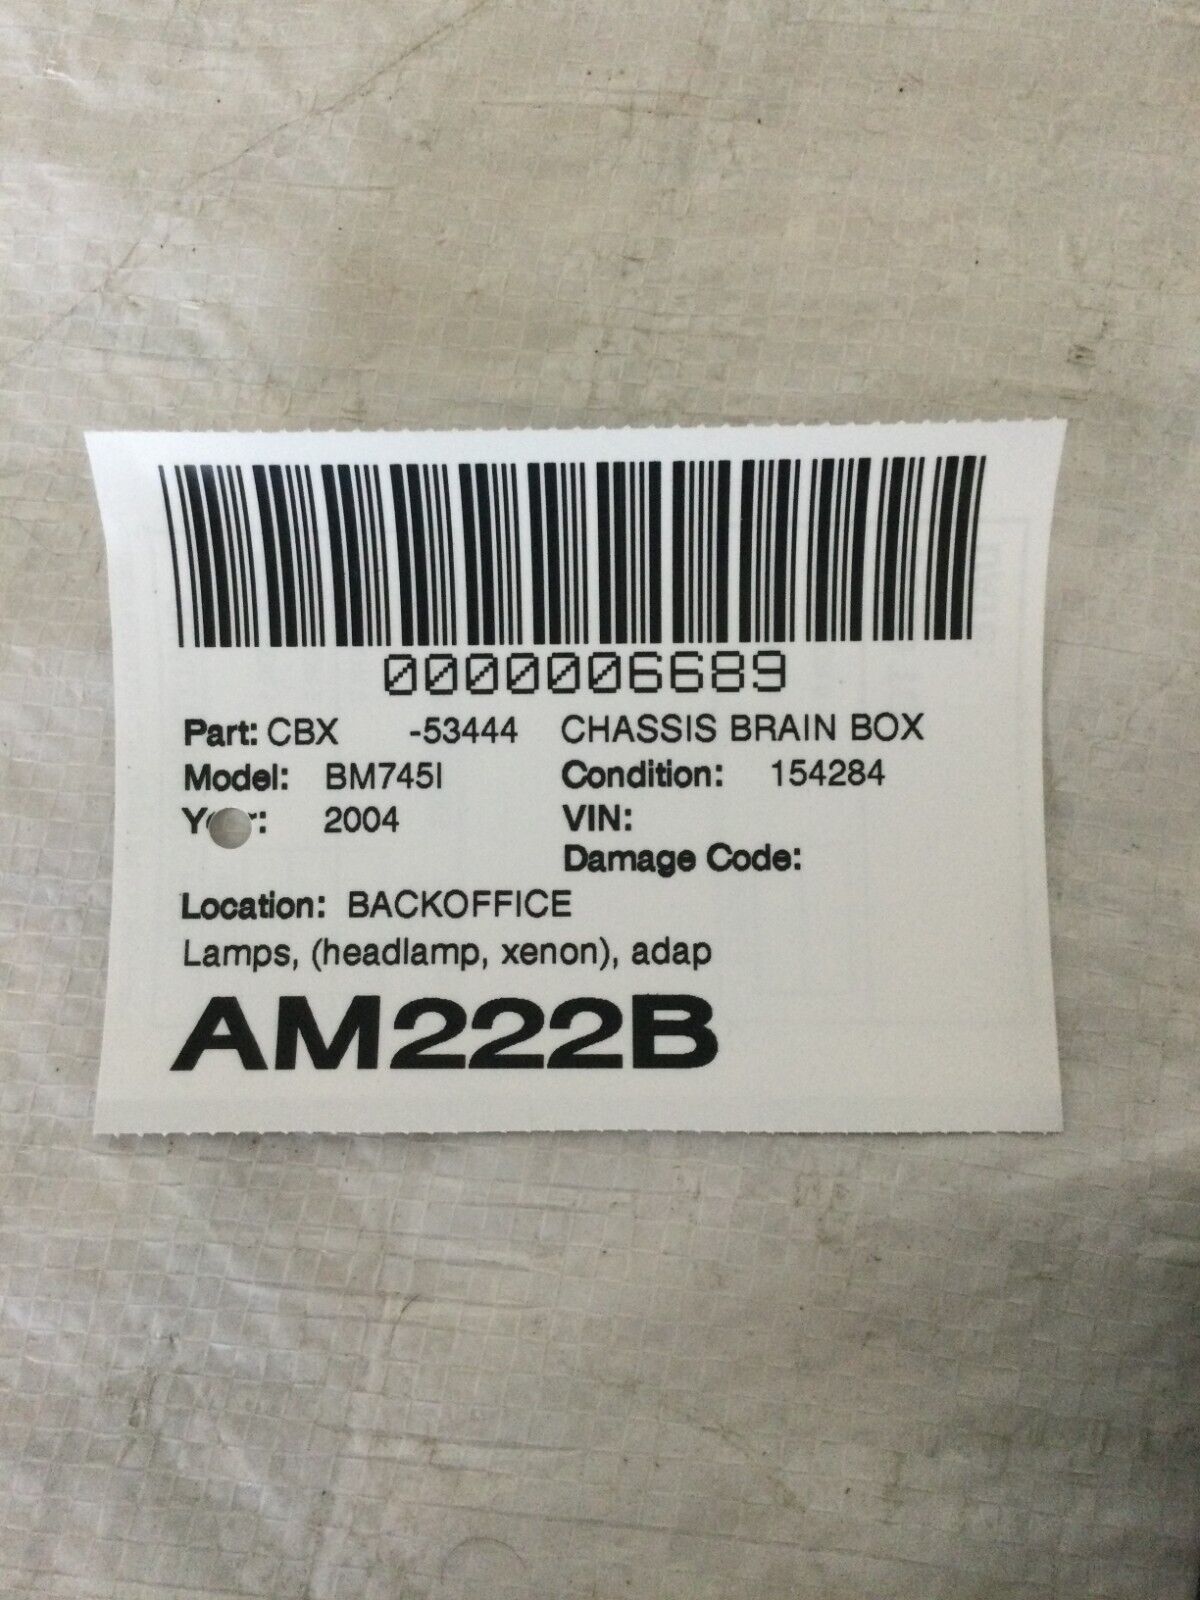 0000006689
Part: CBX -53444 CHASSIS BRAIN BOX
Model: BM745I Condition: 154284
Year: 2004 VIN:
Damage Code:
Location: BACKOFFICE
Lamps, (headlamp, xenon), adap
AM222B